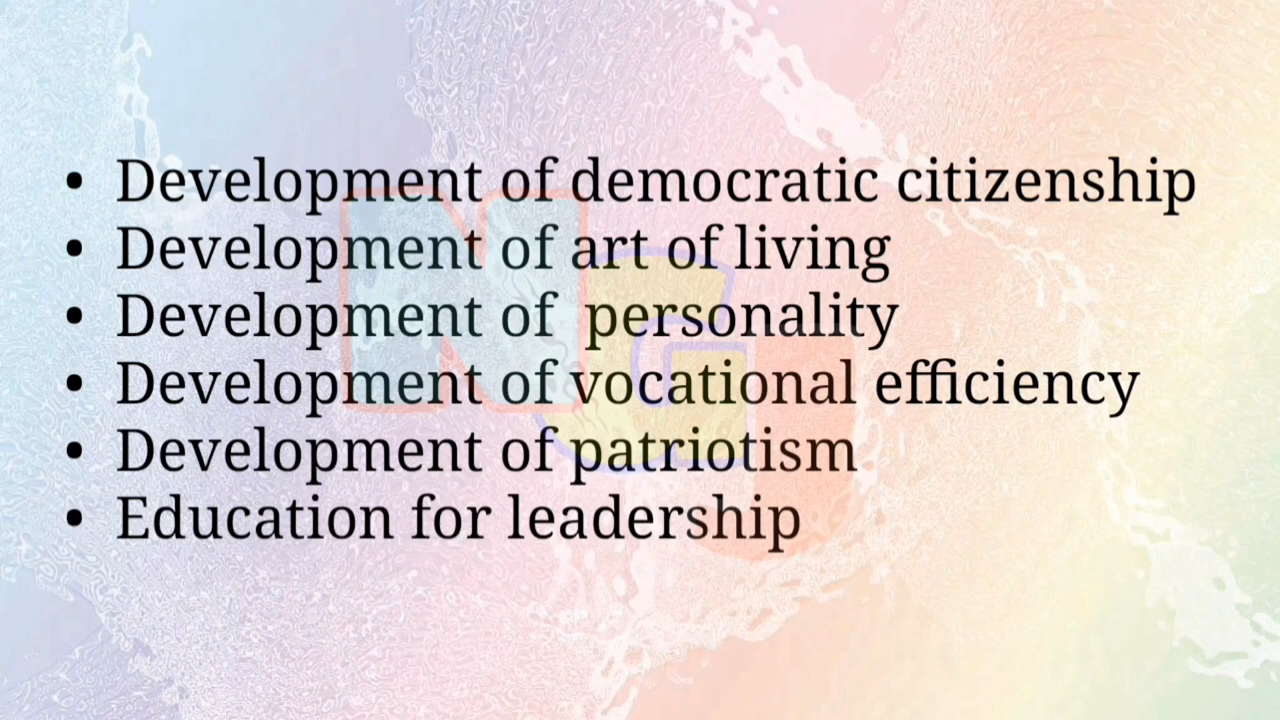 • Development of democratic citizenship
• Development of art of living
• Development of  personality
• Development of vocational efficiency
• Development of patriotism
• Education for leadership
NGJ